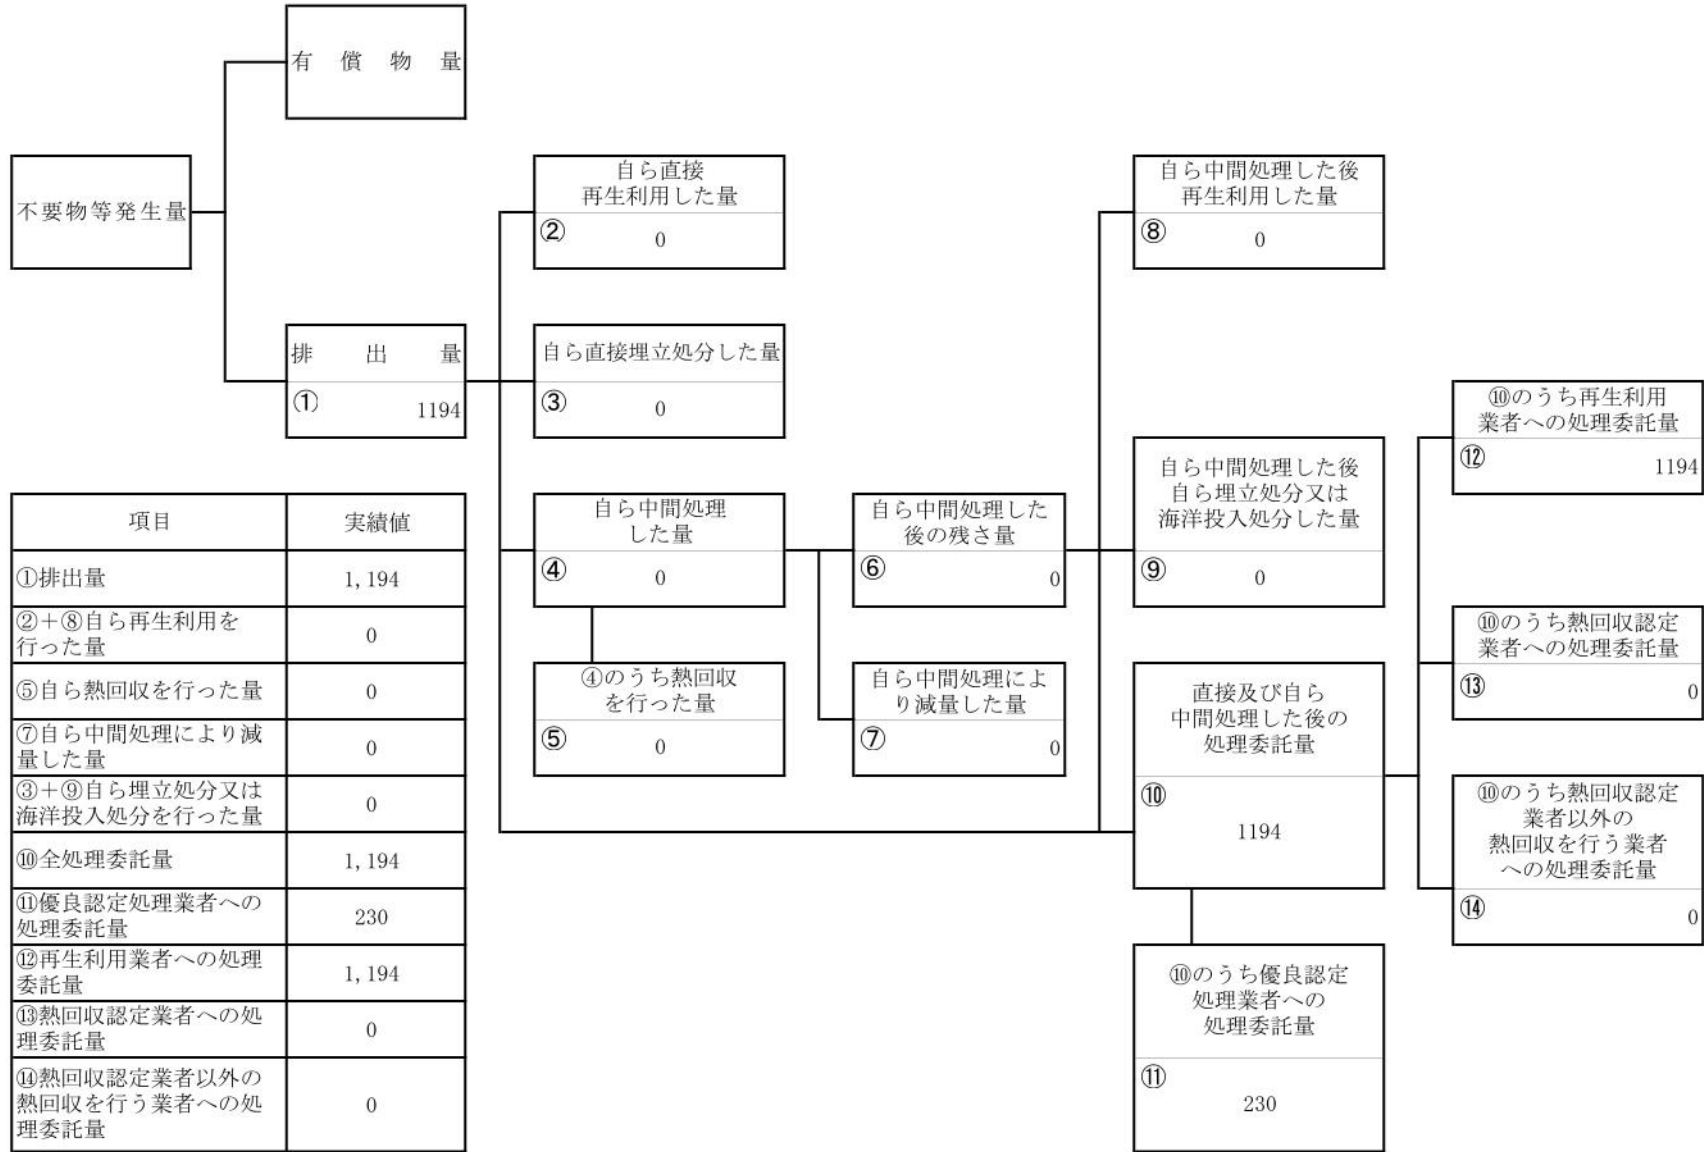 有償物量
不要物等発生量
排出量
①
1194
自ら直接
再生利用した量
②
0
自ら直接埋立処分した量
③
0
自ら中間処理
した量
④
0
④のうち熱回収
を行った量
⑤
0
自ら中間処理した
後の残さ量
⑥
0
自ら中間処理によ
り減量した量
⑦
0
自ら中間処理した後
再生利用した量
⑧
0
自ら中間処理した後
自ら埋立処分又は
海洋投入処分した量
⑨
0
直接及び自ら
中間処理した後の
処理委託量
⑩
1194
⑩のうち優良認定
処理業者への
処理委託量
⑪
230
⑩のうち再生利用
業者への処理委託量
⑫
1194
⑩のうち熱回収認定
業者への処理委託量
⑬
0
⑩のうち熱回収認定
業者以外の
熱回収を行う業者
への処理委託量
⑭
0
項目
実績値
①排出量
1,194
②＋⑧自ら再生利用を
行った量
0
⑤自ら熱回収を行った量
0
⑦自ら中間処理により減
量した量
0
③＋⑨自ら埋立処分又は
海洋投入処分を行った量
0
⑩全処理委託量
1,194
⑪優良認定処理業者への
処理委託量
230
⑫再生利用業者への処理
委託量
1,194
⑬熱回収認定業者への処
理委託量
0
⑭熱回収認定業者以外の
熱回収を行う業者への処
理委託量
0